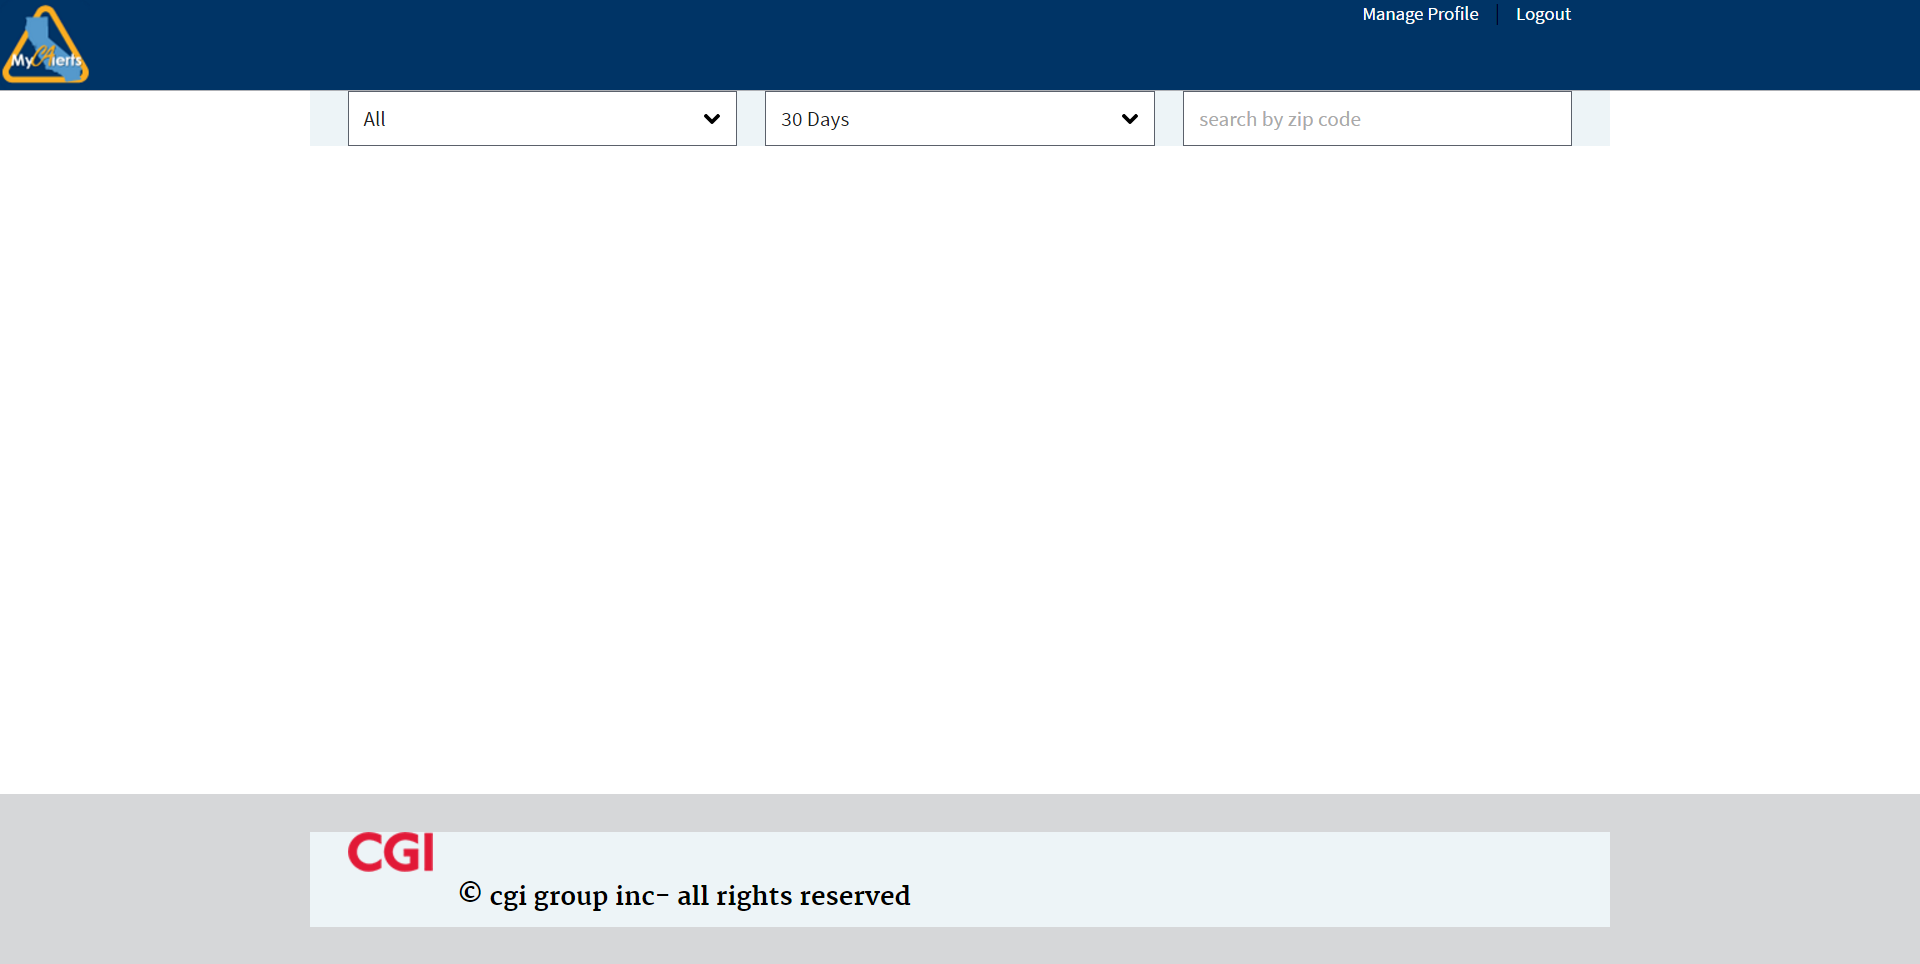 MyCAlerts
Manage Profile
Logout
All
30 Days
search by zip code
CGI
© cgi group inc- all rights reserved